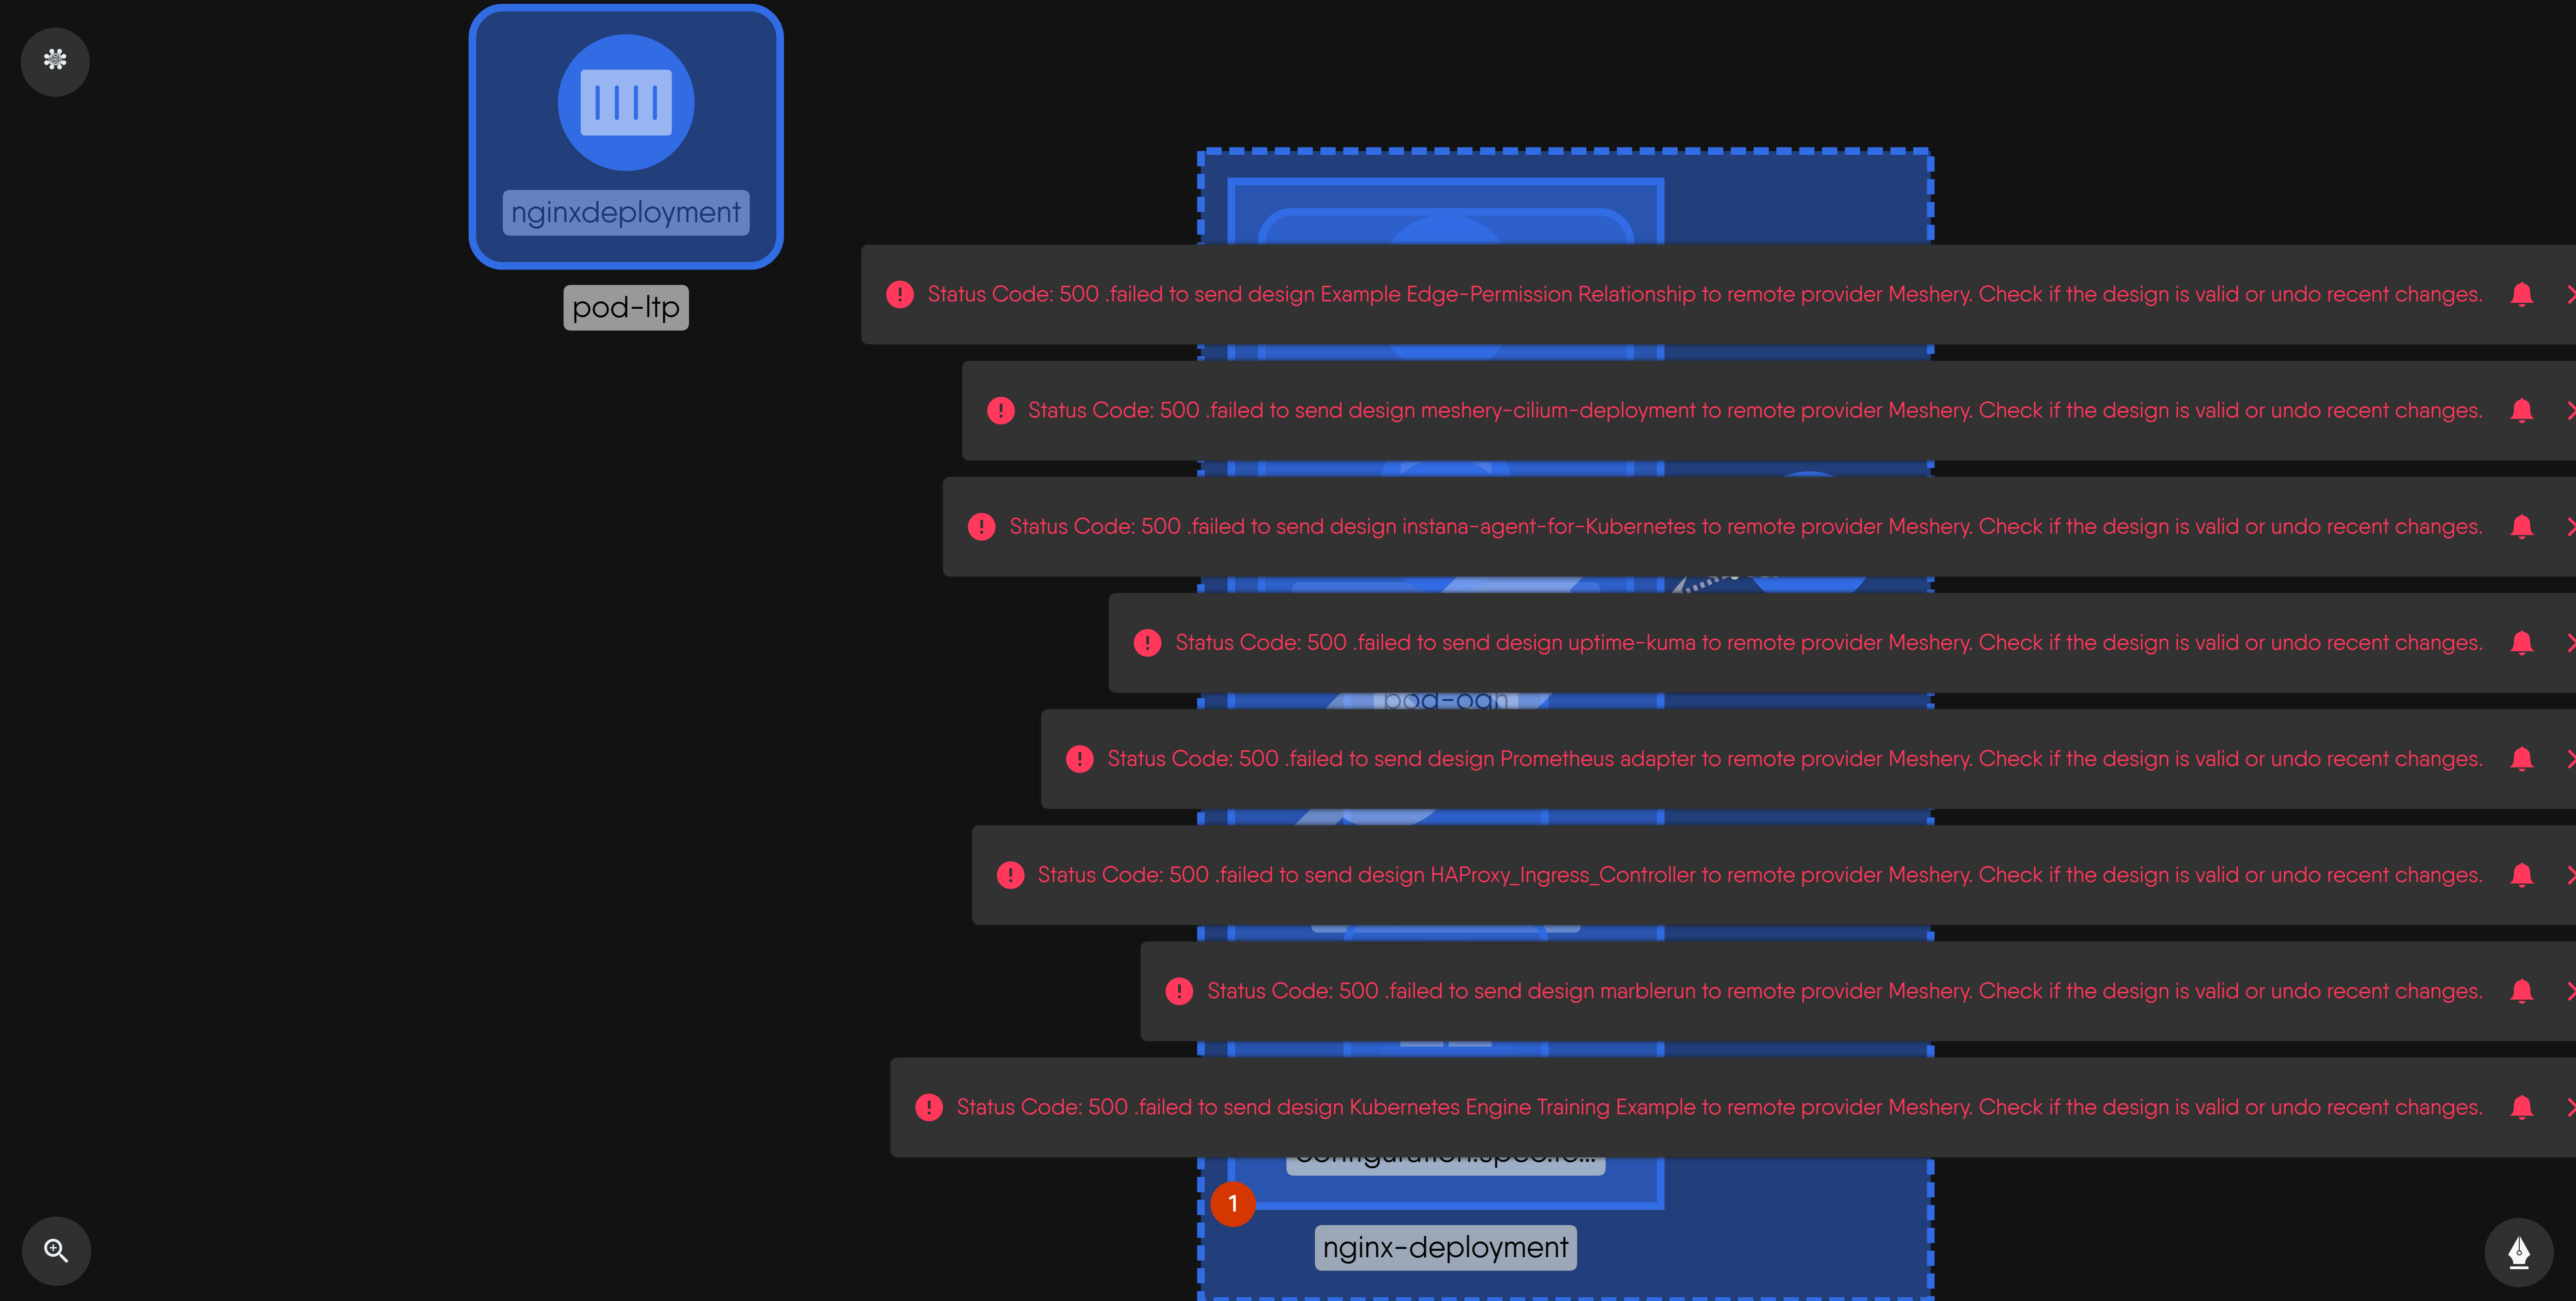 nginxdeployment
pod-ltp
Status Code: 500 .failed to send design Example Edge-Permission Relationship to remote provider Meshery. Check if the design is valid or undo recent changes.
Status Code: 500 .failed to send design meshery-cilium-deployment to remote provider Meshery. Check if the design is valid or undo recent changes.
Status Code: 500 .failed to send design instana-agent-for-Kubernetes to remote provider Meshery. Check if the design is valid or undo recent changes.
Status Code: 500 .failed to send design uptime-kuma to remote provider Meshery. Check if the design is valid or undo recent changes.
Status Code: 500 .failed to send design Prometheus adapter to remote provider Meshery. Check if the design is valid or undo recent changes.
Status Code: 500 .failed to send design HAProxy_Ingress_Controller to remote provider Meshery. Check if the design is valid or undo recent changes.
Status Code: 500 .failed to send design marblerun to remote provider Meshery. Check if the design is valid or undo recent changes.
Status Code: 500 .failed to send design Kubernetes Engine Training Example to remote provider Meshery. Check if the design is valid or undo recent changes.
1
nginx-deployment